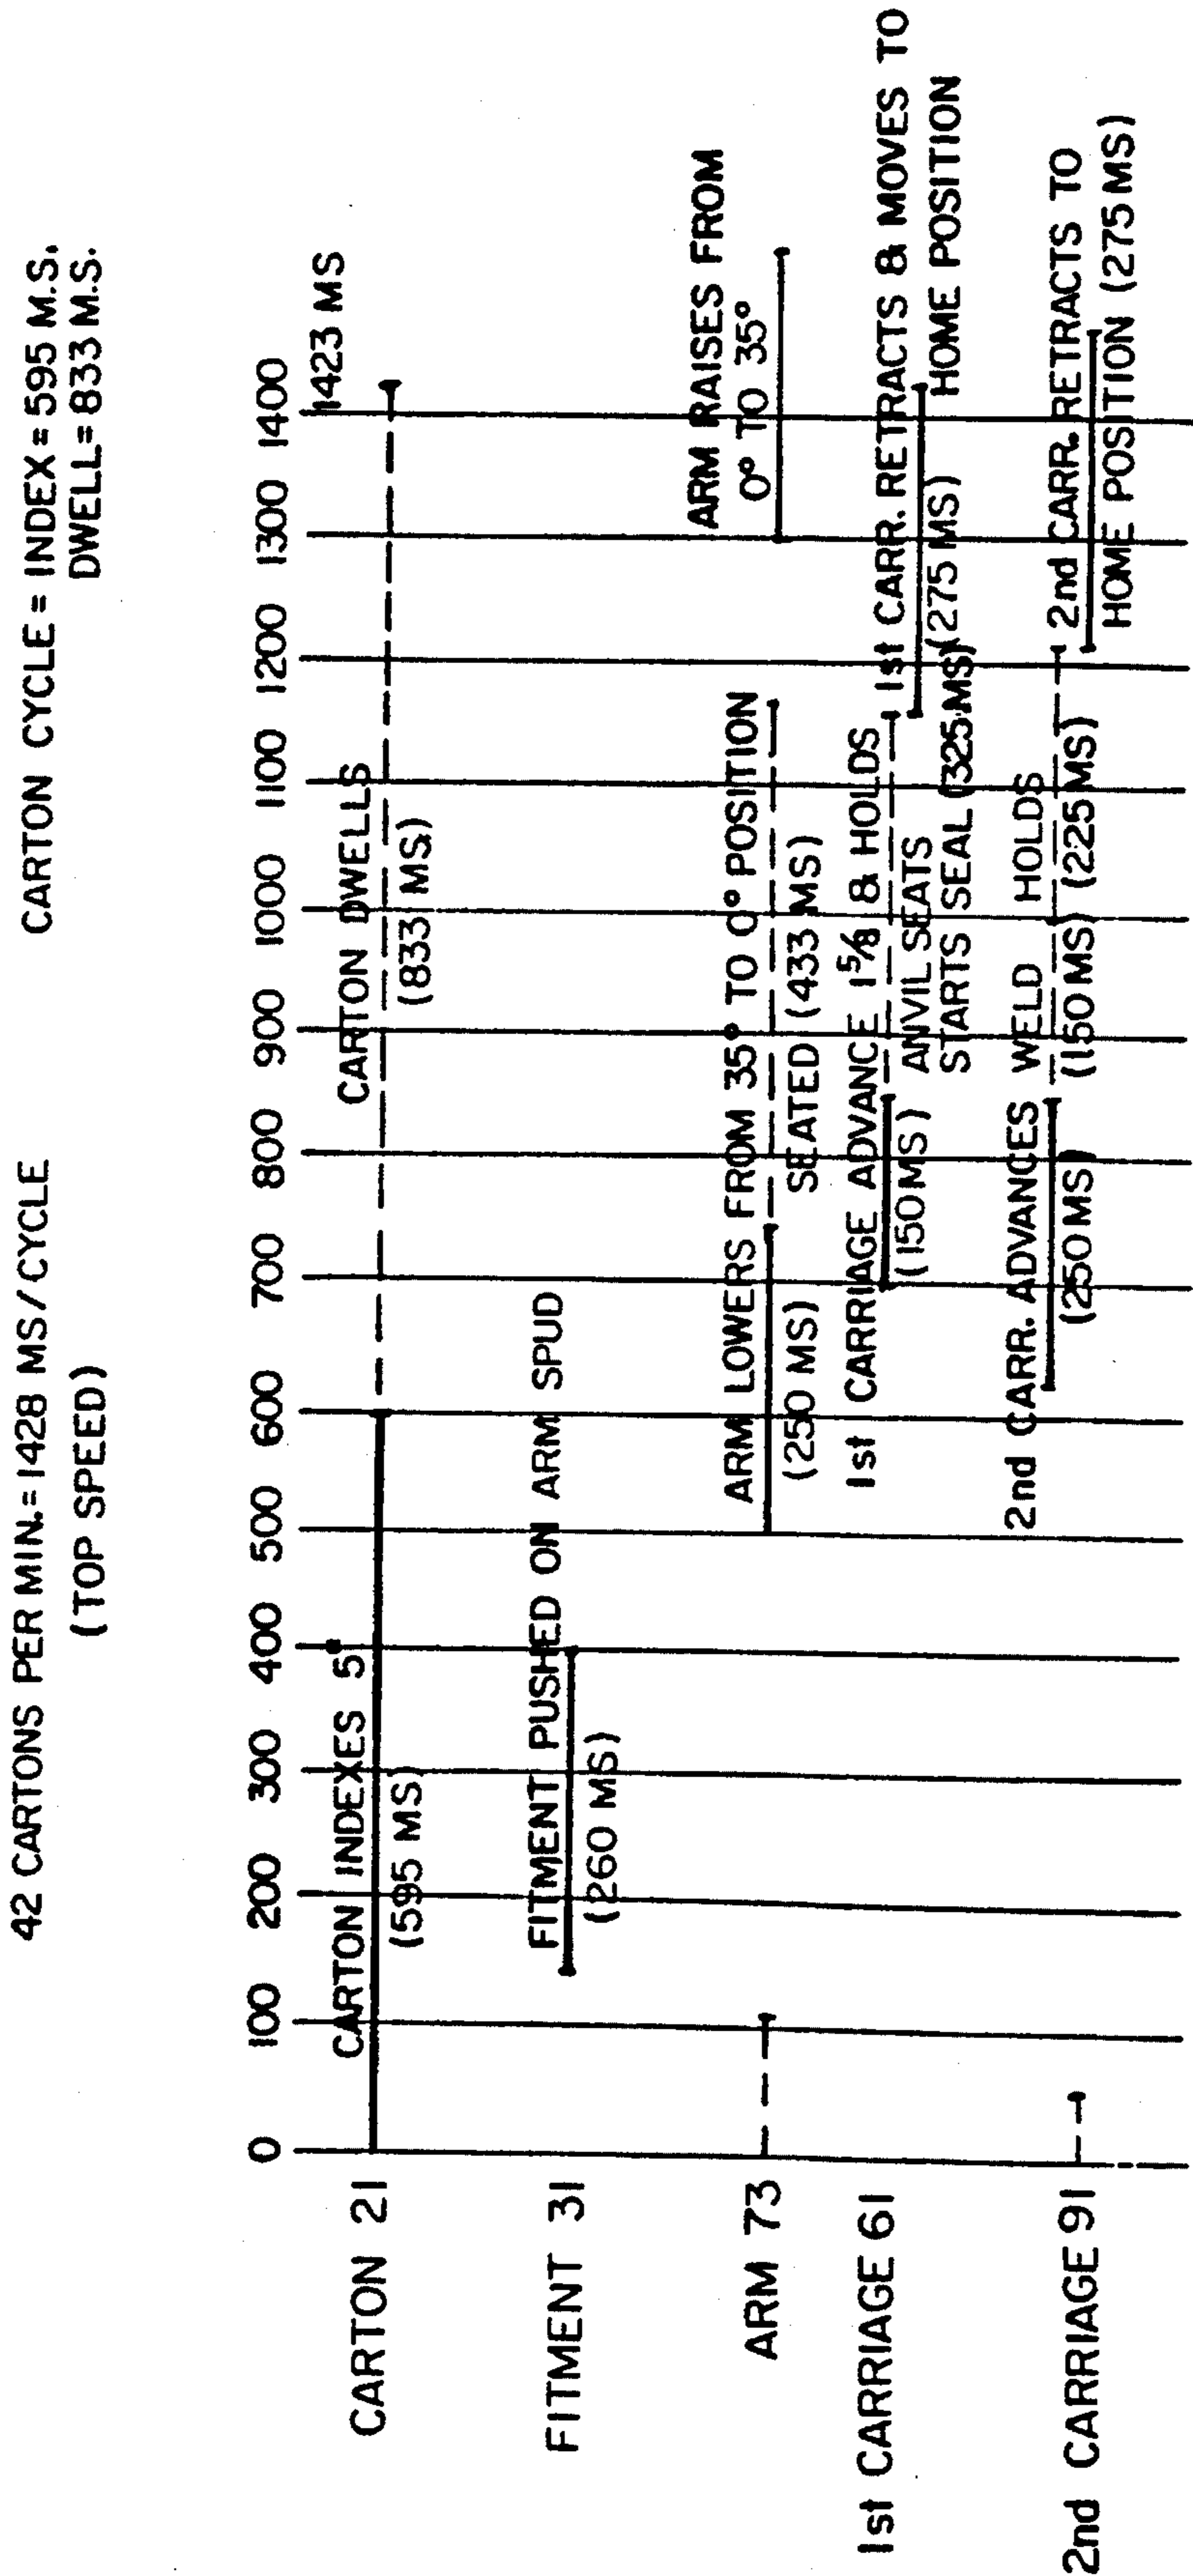 42 CARTONS PER MIN. = 1428 MS / CYCLE
(TOP SPEED)
CARTON CYCLE = INDEX = 595 M.S.
DWELL = 833 M.S.
0 100 200 300 400 500 600 700 800 900 1000 1100 1200 1300 1400
1423 MS
CARTON 21
CARTON INDEXES 5"
(595 MS)
CARTON DWELLS
(833 MS)
FITMENT 31
FITMENT PUSHED ON ARM SPUD
(260 MS)
ARM 73
ARM LOWERS FROM 35° TO 0° POSITION
(250 MS)
SEATED (433 MS)
ARM RAISES FROM
0° TO 35°
1st CARRIAGE 61
1st CARRIAGE ADVANCE 1 5/8 & HOLDS
(150 MS)
ANVIL SEATS
STARTS SEAL (325 MS)
1st CARR. RETRACTS & MOVES TO
HOME POSITION
(275 MS)
2nd CARRIAGE 91
2nd CARR. ADVANCES
(250 MS)
WELD
(150 MS)
HOLDS
(225 MS)
2nd CARR. RETRACTS TO
HOME POSITION (275 MS)